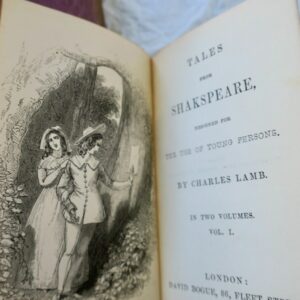 TALES
FROM
SHAKSPEARE,
DESIGNED FOR
THE USE OF YOUNG PERSONS.
BY CHARLES LAMB.
IN TWO VOLUMES.
VOL. I.
LONDON:
DAVID BOGUE, 86, FLEET